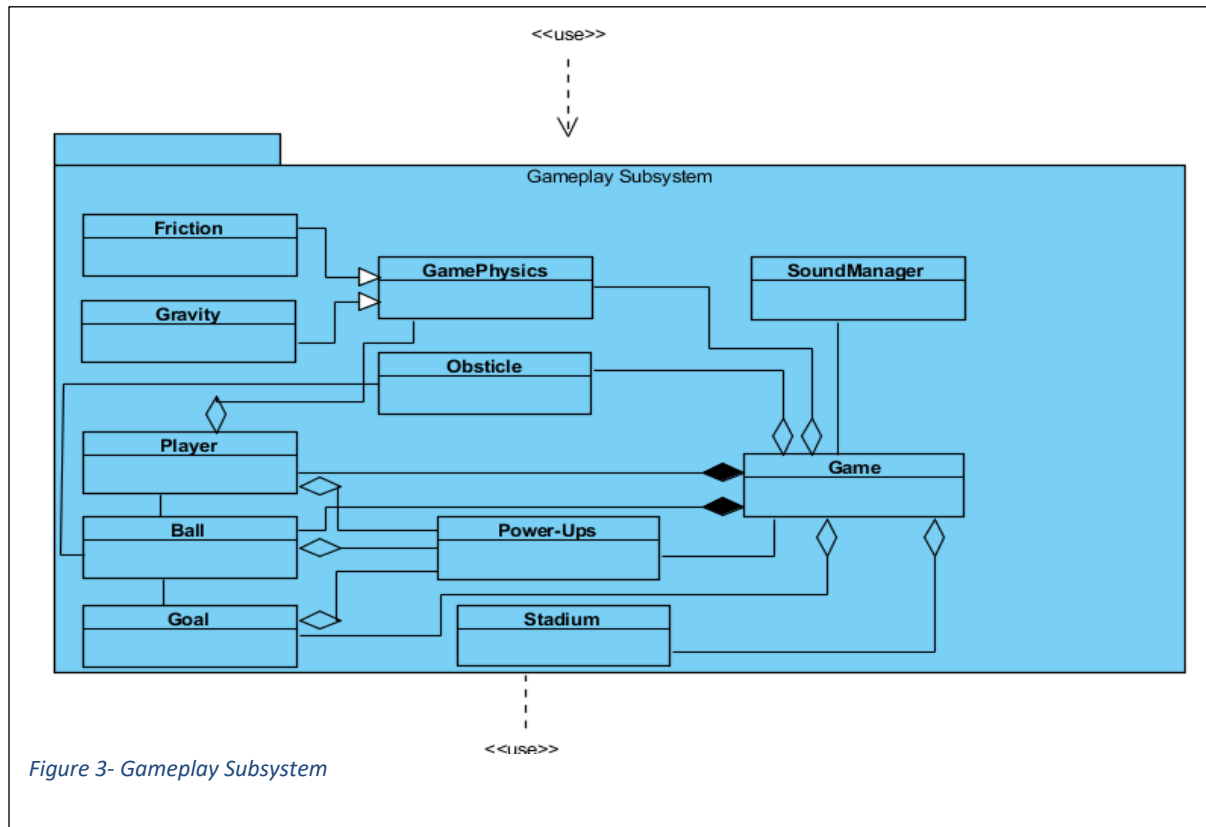 <<use>>
Gameplay Subsystem
Friction
GamePhysics
SoundManager
Gravity
Obsticle
Player
Game
Ball
Power-Ups
Goal
Stadium
<<use>>
Figure 3- Gameplay Subsystem